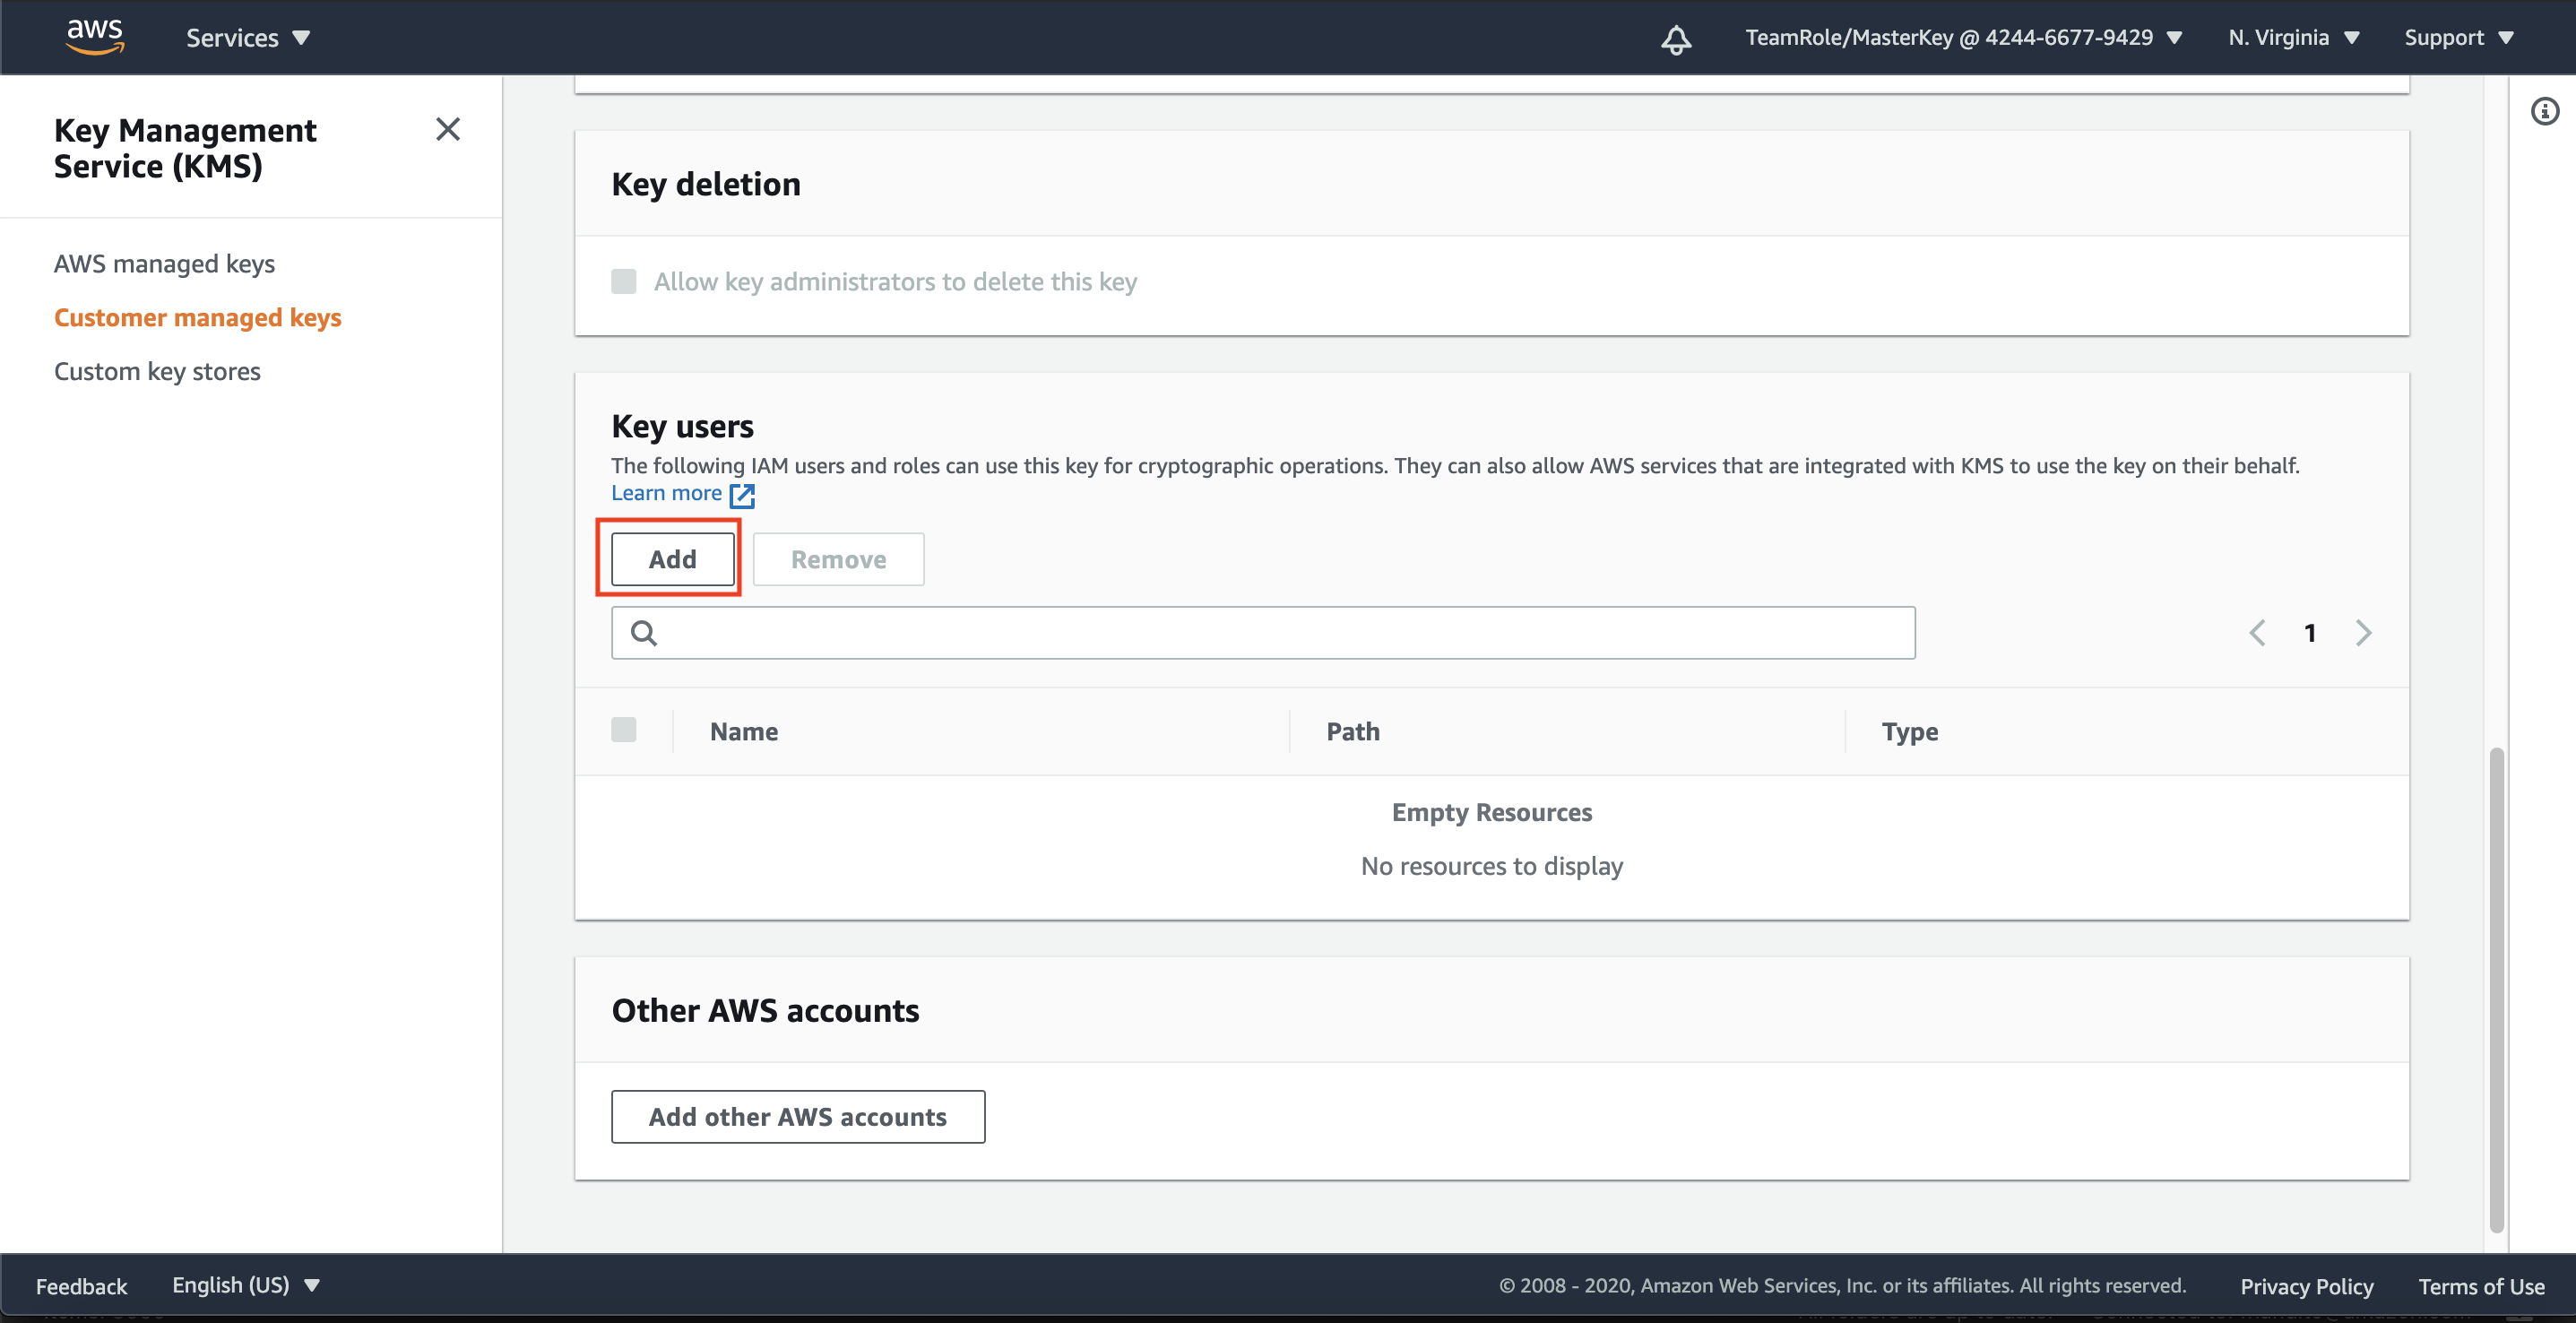 aws
Services
TeamRole/MasterKey @ 4244-6677-9429
N. Virginia
Support
Key Management
Service (KMS)
AWS managed keys
Customer managed keys
Custom key stores
Key deletion
Allow key administrators to delete this key
Key users
The following IAM users and roles can use this key for cryptographic operations. They can also allow AWS services that are integrated with KMS to use the key on their behalf.
Learn more
Add
Remove
1
Name
Path
Type
Empty Resources
No resources to display
Other AWS accounts
Add other AWS accounts
Feedback
English (US)
© 2008 - 2020, Amazon Web Services, Inc. or its affiliates. All rights reserved.
Privacy Policy
Terms of Use